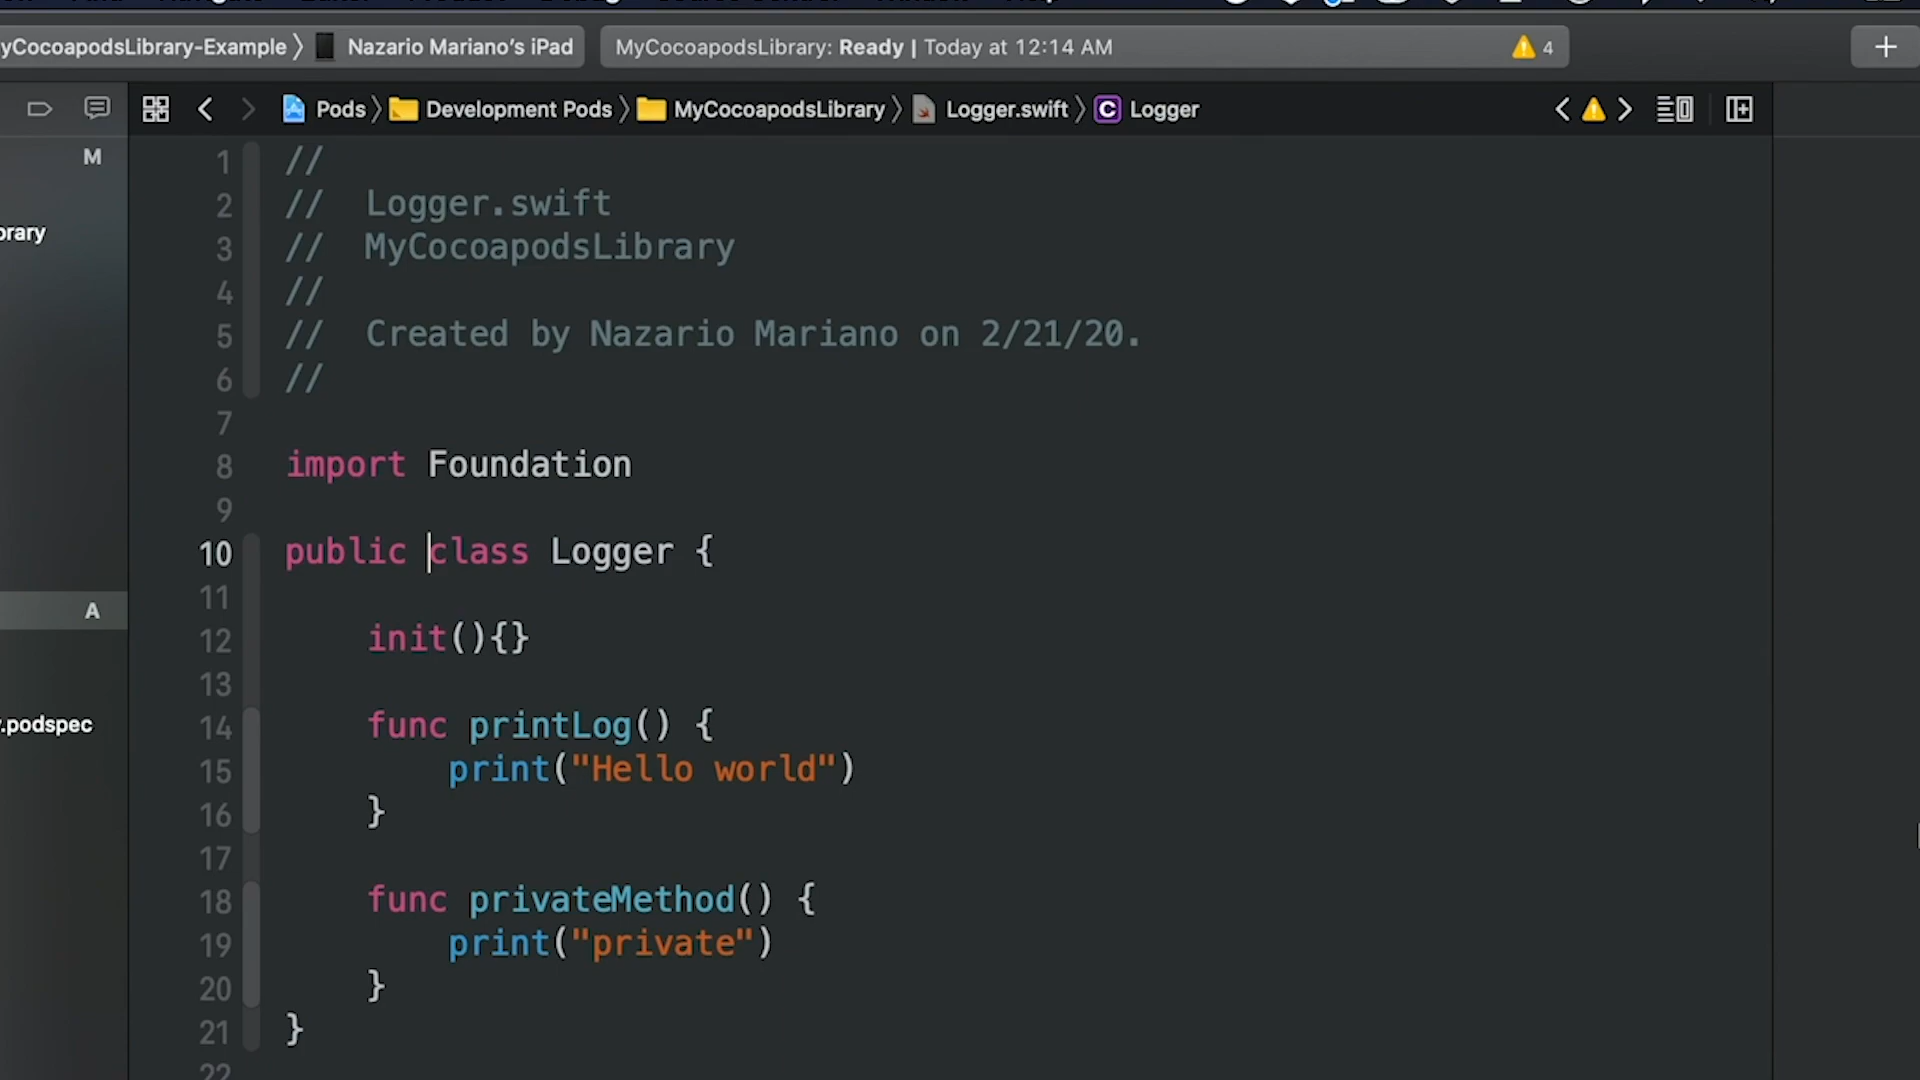 yCocoapodsLibrary-Example 〉 Nazario Mariano’s iPad
MyCocoapodsLibrary: Ready | Today at 12:14 AM
4
Pods 〉 Development Pods 〉 MyCocoapodsLibrary 〉 Logger.swift 〉 C Logger
M
brary
A
.podspec
1 //
2 //  Logger.swift
3 //  MyCocoapodsLibrary
4 //
5 //  Created by Nazario Mariano on 2/21/20.
6 //
7
8 import Foundation
9
10 public class Logger {
11
12     init(){}
13
14     func printLog() {
15         print("Hello world")
16     }
17
18     func privateMethod() {
19         print("private")
20     }
21 }
22